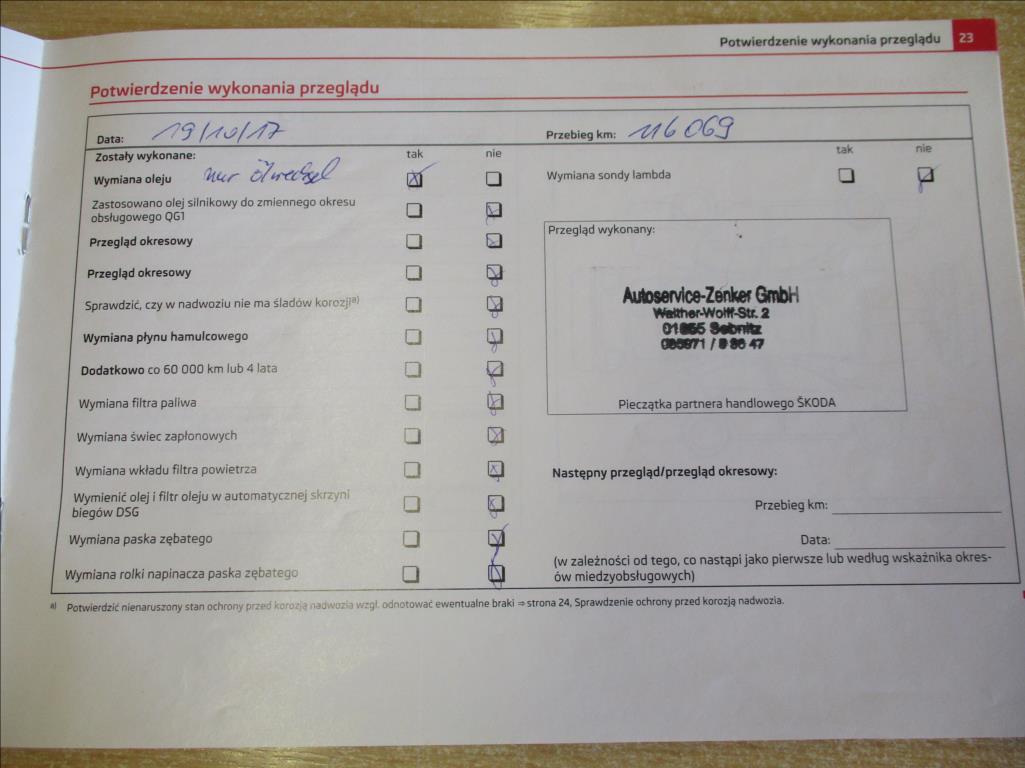 Potwierdzenie wykonania przeglądu 23
Potwierdzenie wykonania przeglądu
Data: 19/10/17 Przebieg km: 116 069
Zostały wykonane: tak nie
tak nie
Wymiana oleju nur Ölwechsel
Wymiana sondy lambda
Zastosowano olej silnikowy do zmiennego okresu
obsługowego QG1
Przegląd okresowy
Przegląd okresowy
Sprawdzić, czy w nadwoziu nie ma śladów korozjiª⁾
Wymiana płynu hamulcowego
Dodatkowo co 60 000 km lub 4 lata
Wymiana filtra paliwa
Wymiana świec zapłonowych
Wymiana wkładu filtra powietrza
Wymienić olej i filtr oleju w automatycznej skrzyni
biegów DSG
Wymiana paska zębatego
Wymiana rolki napinacza paska zębatego
Przegląd wykonany:
Autoservice-Zenker GmbH
Walther-Wolff-Str. 2
01855 Sebnitz
Pieczątka partnera handlowego ŠKODA
Następny przegląd/przegląd okresowy:
Przebieg km:
Data:
(w zależności od tego, co nastąpi jako pierwsze lub według wskaźnika okres-
ów miedzyobsługowych)
a) Potwierdzić nienaruszony stan ochrony przed korozją nadwozia wzgl. odnotować ewentualne braki ⇒ strona 24, Sprawdzenie ochrony przed korozją nadwozia.